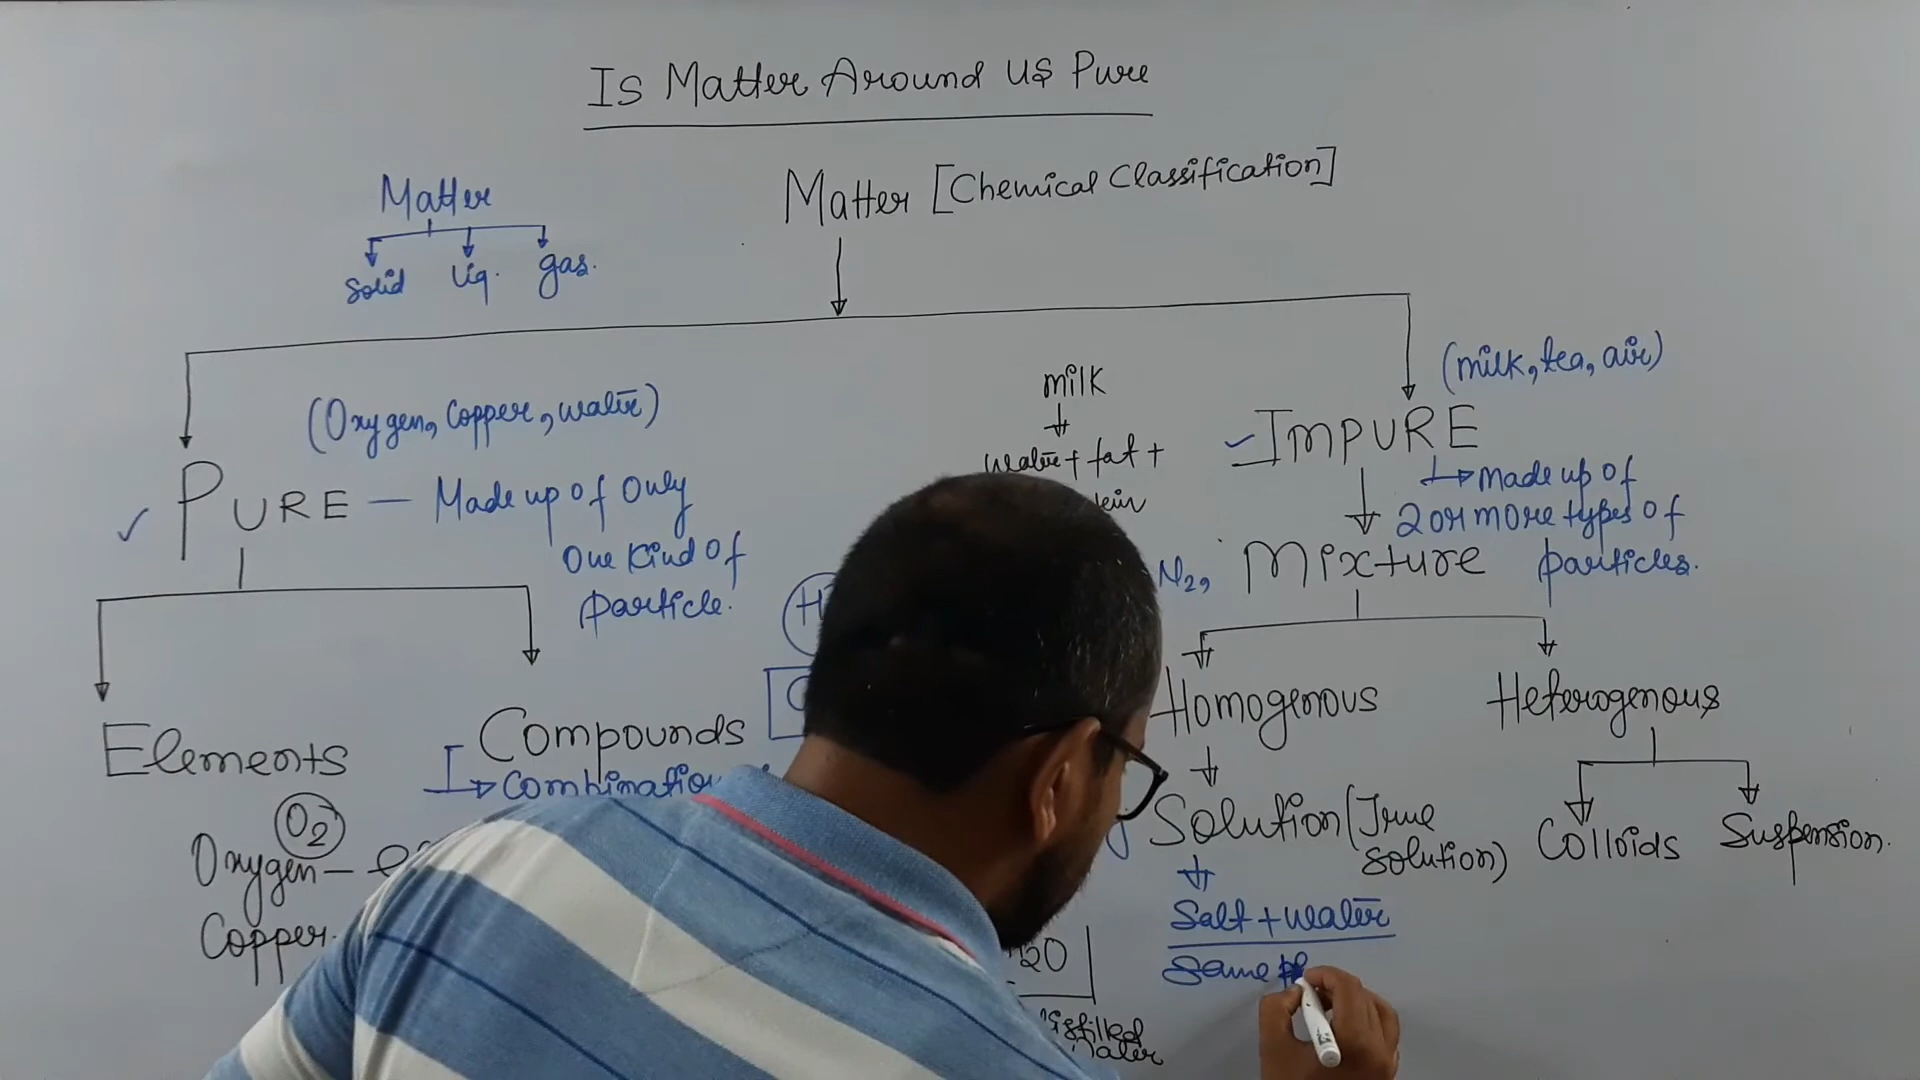 Is Matter Around us Pure
Matter [Chemical Classification]
Matter
Solid Liq. gas.
(Oxygen, Copper, water)
PURE — Made up of Only
One kind of
particle.
milk
water + fat +
(milk, tea, air)
IMPURE
made up of
2 or more types of
particles.
N2,
Mixture
Homogenous
Heterogenous
Elements
Compounds
O2
Oxygen —
Copper.
Solution (True
solution)
Colloids
Suspension.
Salt + water
Same